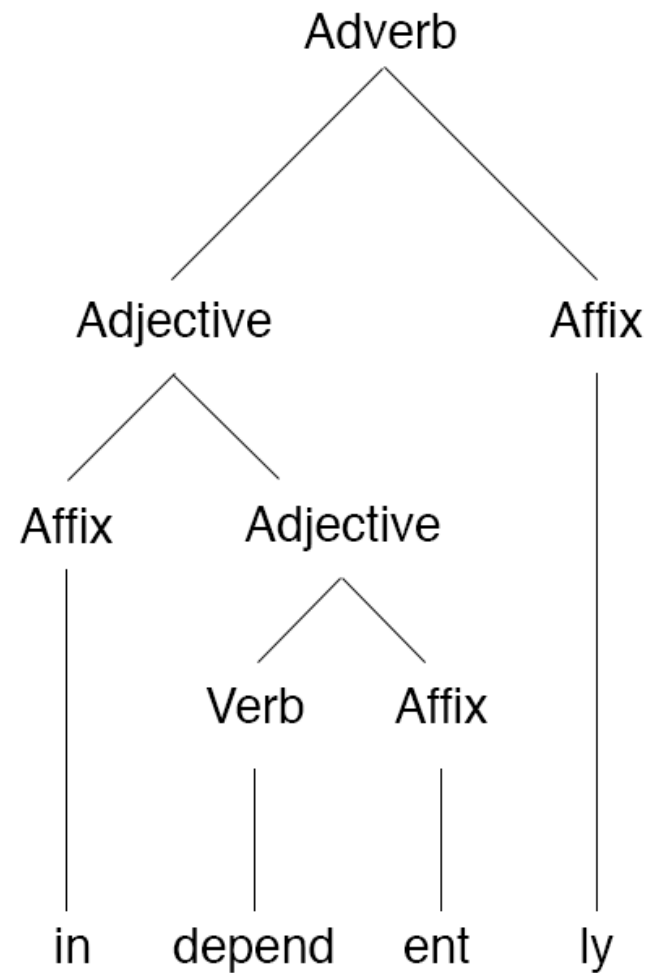 Adverb
Adjective Affix
Affix Adjective
Verb Affix
in depend ent ly